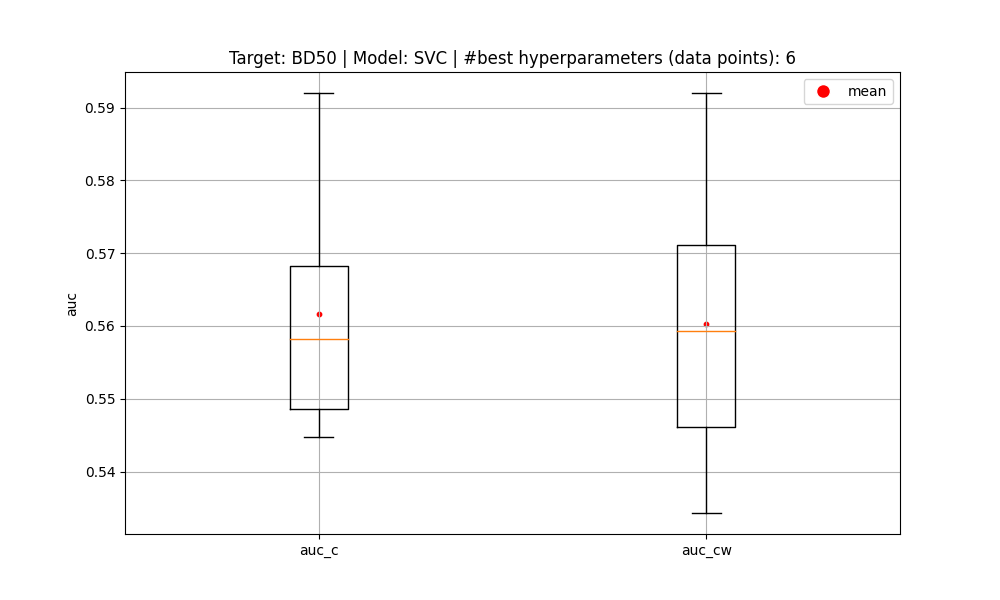 Target: BD50 | Model: SVC | #best hyperparameters (data points): 6
mean
0.59
0.58
0.57
0.56
0.55
0.54
auc
auc_c
auc_cw